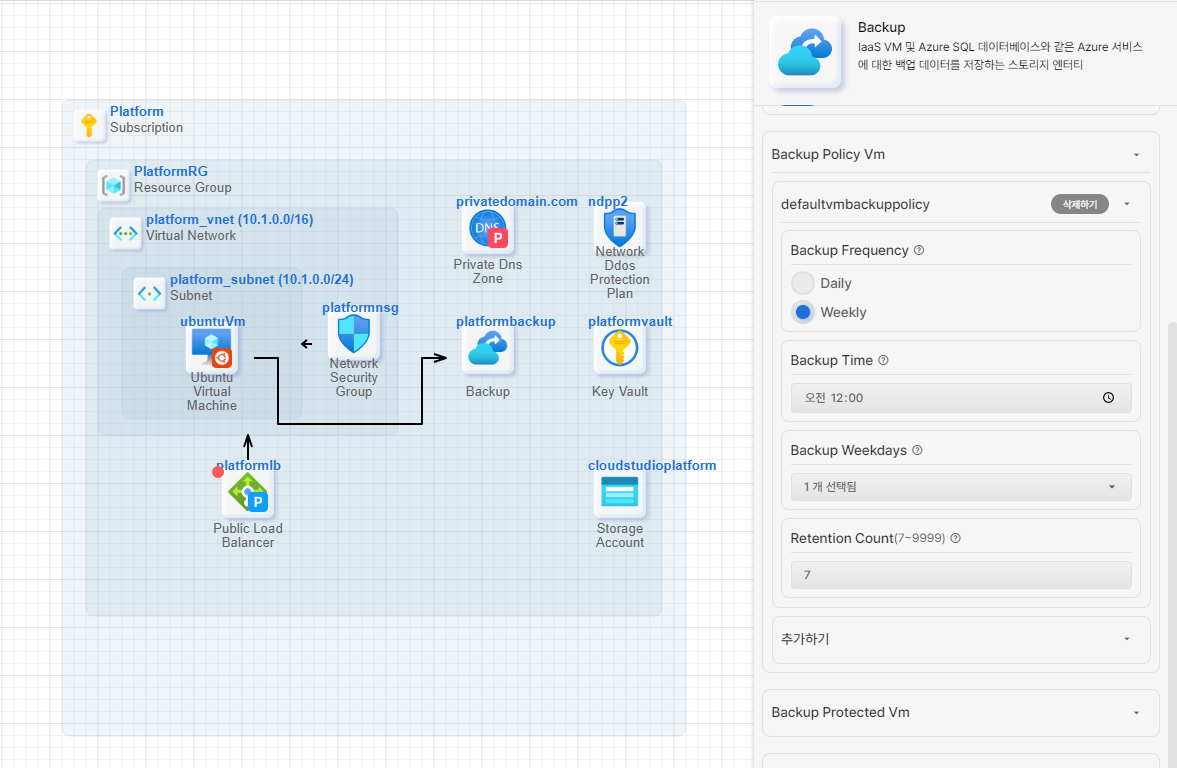 Platform
Subscription
PlatformRG
Resource Group
platform_vnet (10.1.0.0/16)
Virtual Network
platform_subnet (10.1.0.0/24)
Subnet
ubuntuVm
Ubuntu
Virtual
Machine
platformnsg
Network
Security
Group
privatedomain.com
DNS
P
Private Dns
Zone
ndpp2
Network
Ddos
Protection
Plan
platformbackup
Backup
platformvault
Key Vault
platformlb
P
Public Load
Balancer
cloudstudioplatform
Storage
Account
Backup
IaaS VM 및 Azure SQL 데이터베이스와 같은 Azure 서비스
에 대한 백업 데이터를 저장하는 스토리지 엔터티
Backup Policy Vm
defaultvmbackuppolicy
삭제하기
Backup Frequency
Daily
Weekly
Backup Time
오전 12:00
Backup Weekdays
1 개 선택됨
Retention Count(7~9999)
7
추가하기
Backup Protected Vm